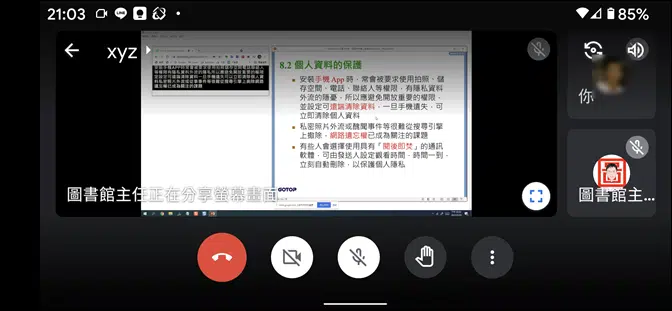 21:03
85%
xyz
8.2 個人資料的保護
安裝手機App時,常會被要求使用拍照、儲
存空間、電話、聯絡人等權限,有隱私資料
外流的隱憂,所以應避免開放重要的權限,
並設定可遠端清除資料,一旦手機遺失,可
立即清除個人資料
私密照片外流或醜聞事件等很難從搜尋引擎
上撤除,網路遺忘權已成為關注的課題
有些人會選擇使用具有「閱後即焚」的通訊
軟體,可由發送人設定觀看時間,時間一到,
立刻自動刪除,以保護個人隱私
GOTOP
圖書館主任正在分享螢幕畫面
你
圖書館主...